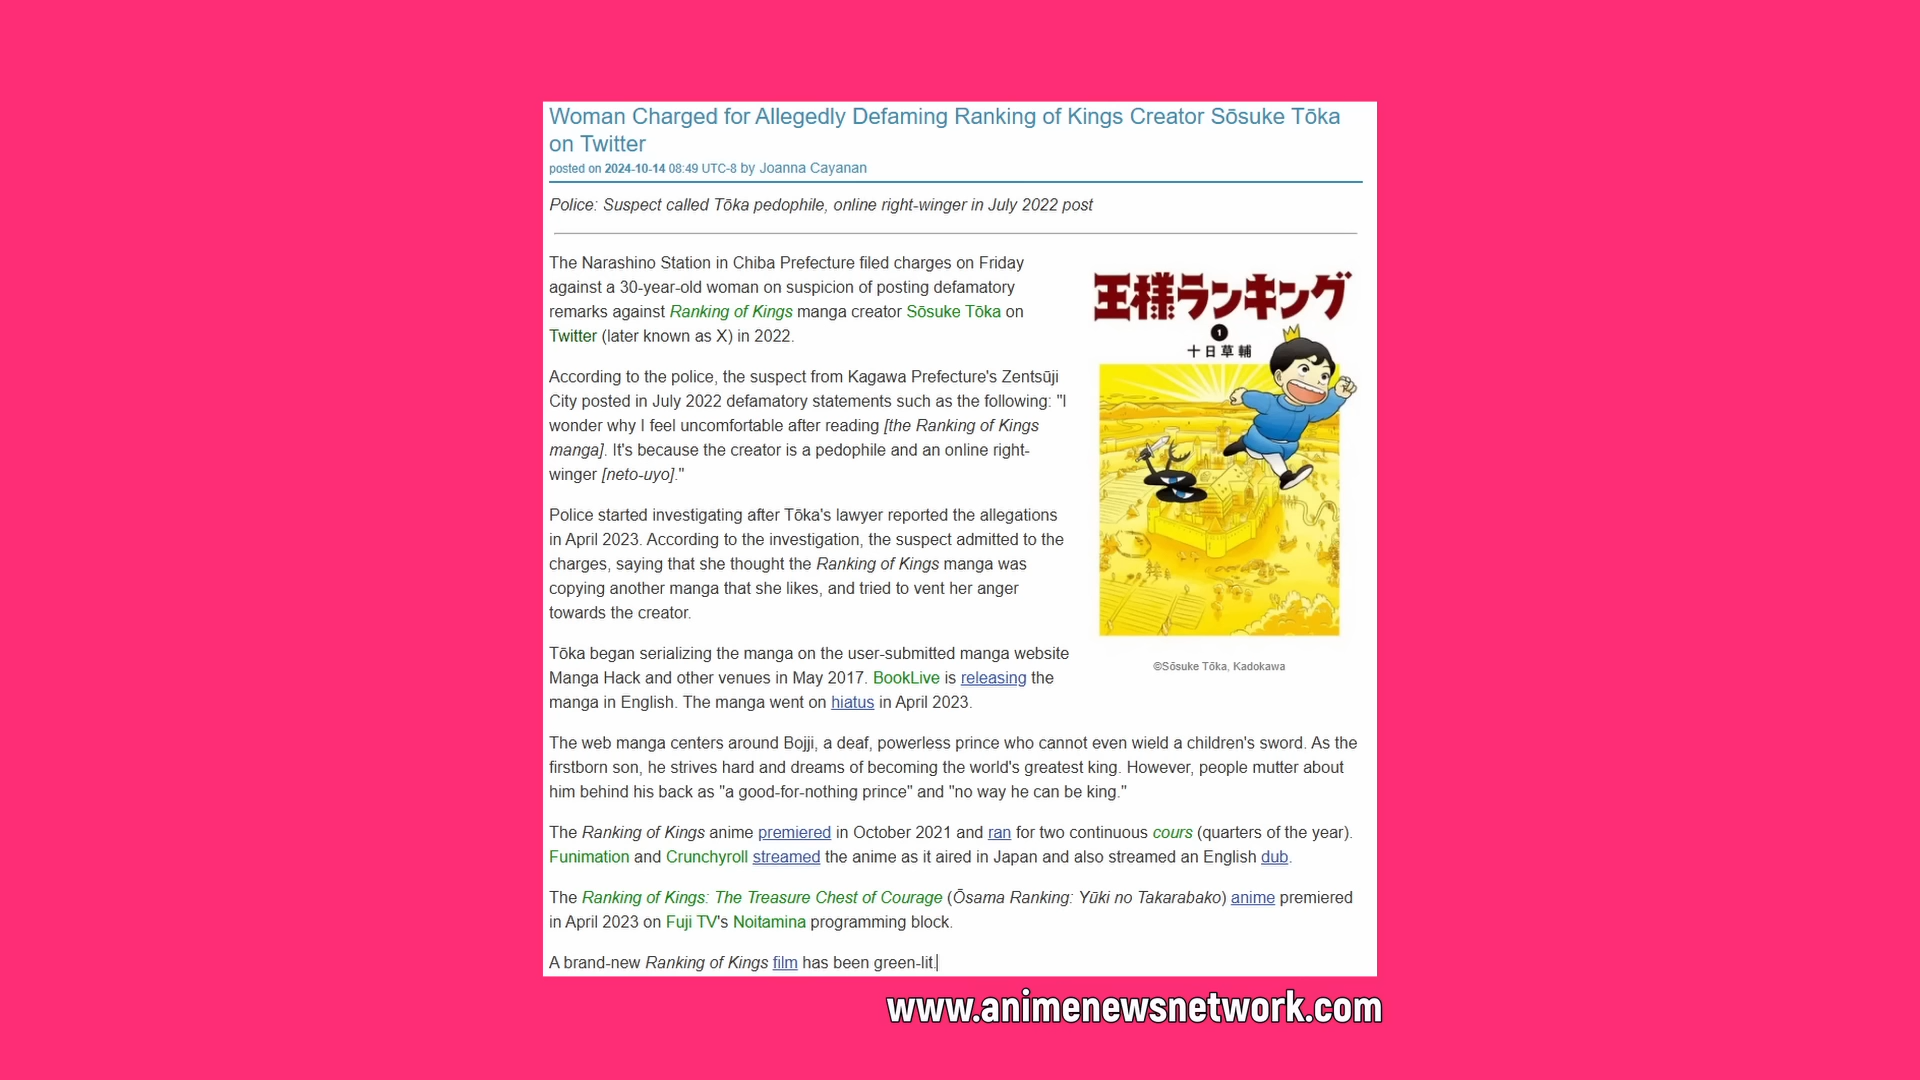 Woman Charged for Allegedly Defaming Ranking of Kings Creator Sōsuke Tōka
on Twitter
posted on 2024-10-14 08:49 UTC-8 by Joanna Cayanan
Police: Suspect called Tōka pedophile, online right-winger in July 2022 post
The Narashino Station in Chiba Prefecture filed charges on Friday
against a 30-year-old woman on suspicion of posting defamatory
remarks against Ranking of Kings manga creator Sōsuke Tōka on
Twitter (later known as X) in 2022.
According to the police, the suspect from Kagawa Prefecture's Zentsūji
City posted in July 2022 defamatory statements such as the following: "I
wonder why I feel uncomfortable after reading [the Ranking of Kings
manga]. It's because the creator is a pedophile and an online right-
winger [neto-uyo]."
Police started investigating after Tōka's lawyer reported the allegations
in April 2023. According to the investigation, the suspect admitted to the
charges, saying that she thought the Ranking of Kings manga was
copying another manga that she likes, and tried to vent her anger
towards the creator.
王様ランキング
1
十日草輔
©Sōsuke Tōka, Kadokawa
Tōka began serializing the manga on the user-submitted manga website
Manga Hack and other venues in May 2017. BookLive is releasing the
manga in English. The manga went on hiatus in April 2023.
The web manga centers around Bojji, a deaf, powerless prince who cannot even wield a children's sword. As the
firstborn son, he strives hard and dreams of becoming the world's greatest king. However, people mutter about
him behind his back as "a good-for-nothing prince" and "no way he can be king."
The Ranking of Kings anime premiered in October 2021 and ran for two continuous cours (quarters of the year).
Funimation and Crunchyroll streamed the anime as it aired in Japan and also streamed an English dub.
The Ranking of Kings: The Treasure Chest of Courage (Ōsama Ranking: Yūki no Takarabako) anime premiered
in April 2023 on Fuji TV's Noitamina programming block.
A brand-new Ranking of Kings film has been green-lit.
www.animenewsnetwork.com